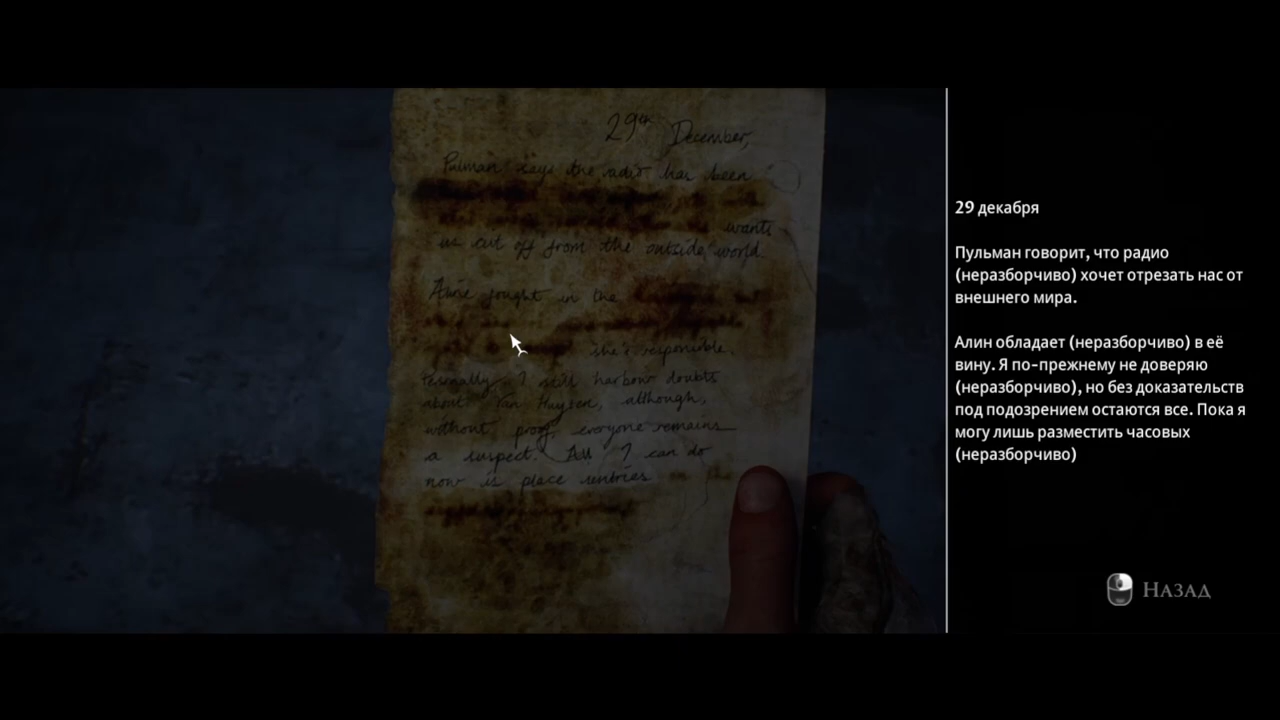 29th December,
Pulman says the radio has been
wants
us cut off from the outside world.
Aline fought in the
she's responsible.
Personally, I still harbour doubts
about Van Huysen, although,
without proof, everyone remains
a suspect. All I can do
now is place sentries
29 декабря
Пульман говорит, что радио
(неразборчиво) хочет отрезать нас от
внешнего мира.
Алин обладает (неразборчиво) в её
вину. Я по-прежнему не доверяю
(неразборчиво), но без доказательств
под подозрением остаются все. Пока я
могу лишь разместить часовых
(неразборчиво)
Назад